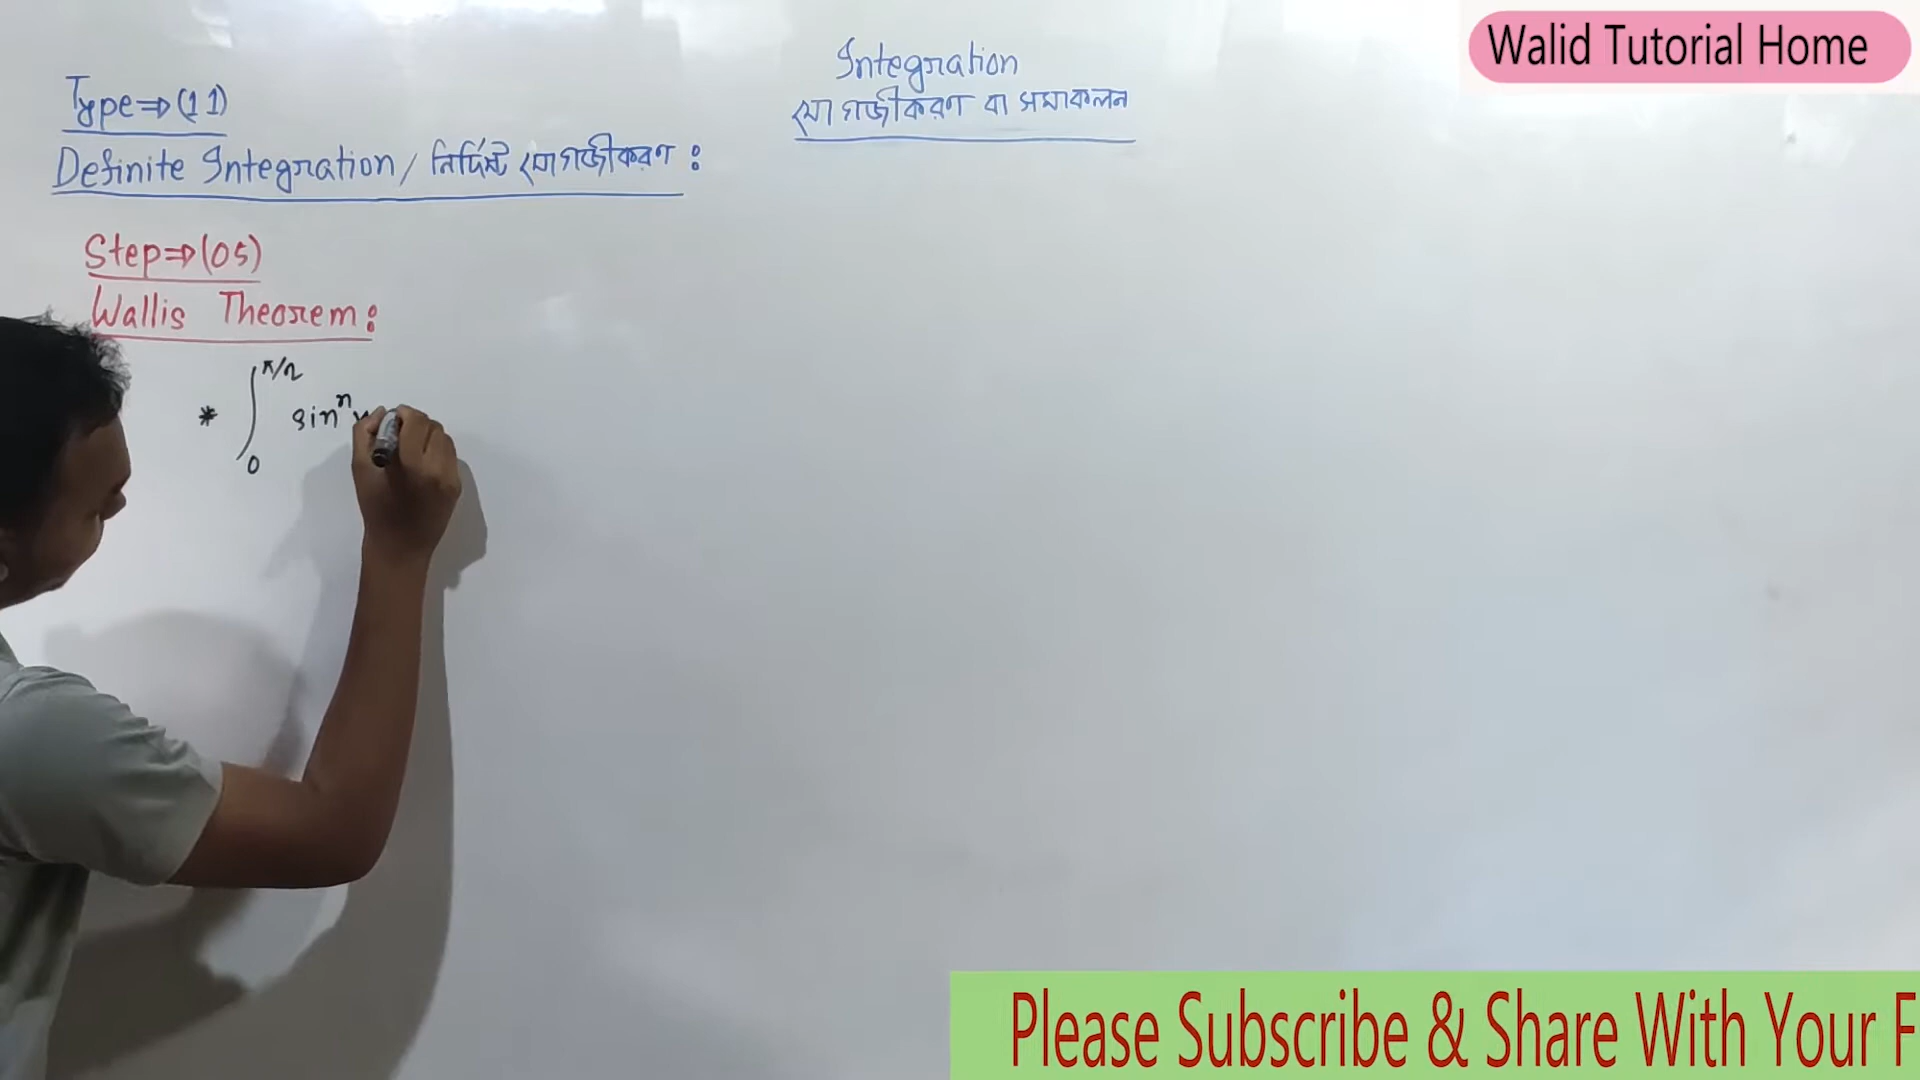 Walid Tutorial Home
Integration
যোগজীকরণ বা সমাকলন
Type⇒(11)
Definite Integration/নির্দিষ্ট যোগজীকরণ:
Step⇒(05)
Wallis Theorem:
* ∫₀^π/2 sinⁿx
Please Subscribe & Share With Your F